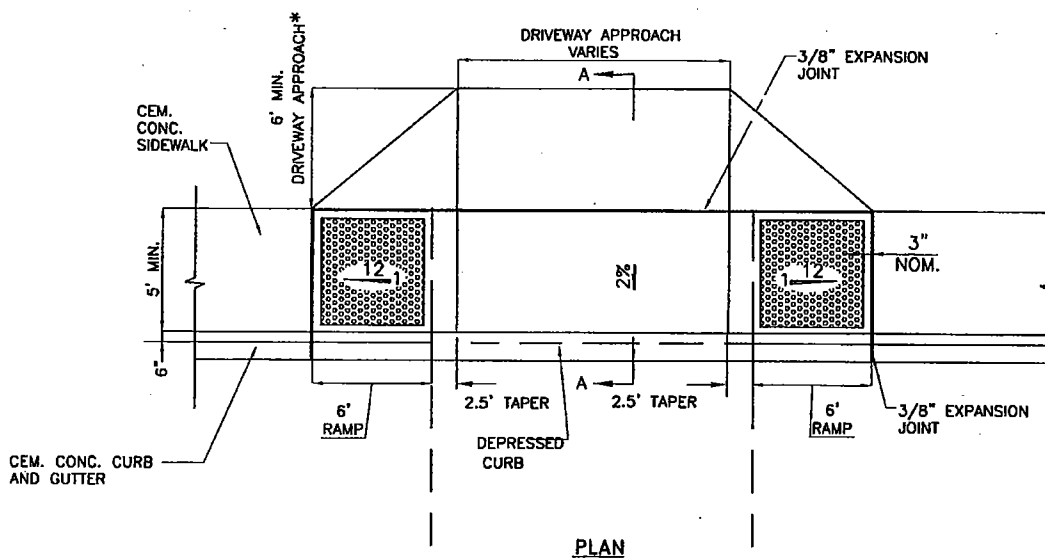 DRIVEWAY APPROACH
VARIES
A
3/8" EXPANSION
JOINT
6' MIN.
DRIVEWAY APPROACH*
CEM.
CONC.
SIDEWALK
5' MIN.
12
1
2%
1
12
3"
NOM.
6"
A
2.5' TAPER
2.5' TAPER
6'
RAMP
6'
RAMP
3/8" EXPANSION
JOINT
DEPRESSED
CURB
CEM. CONC. CURB
AND GUTTER
PLAN